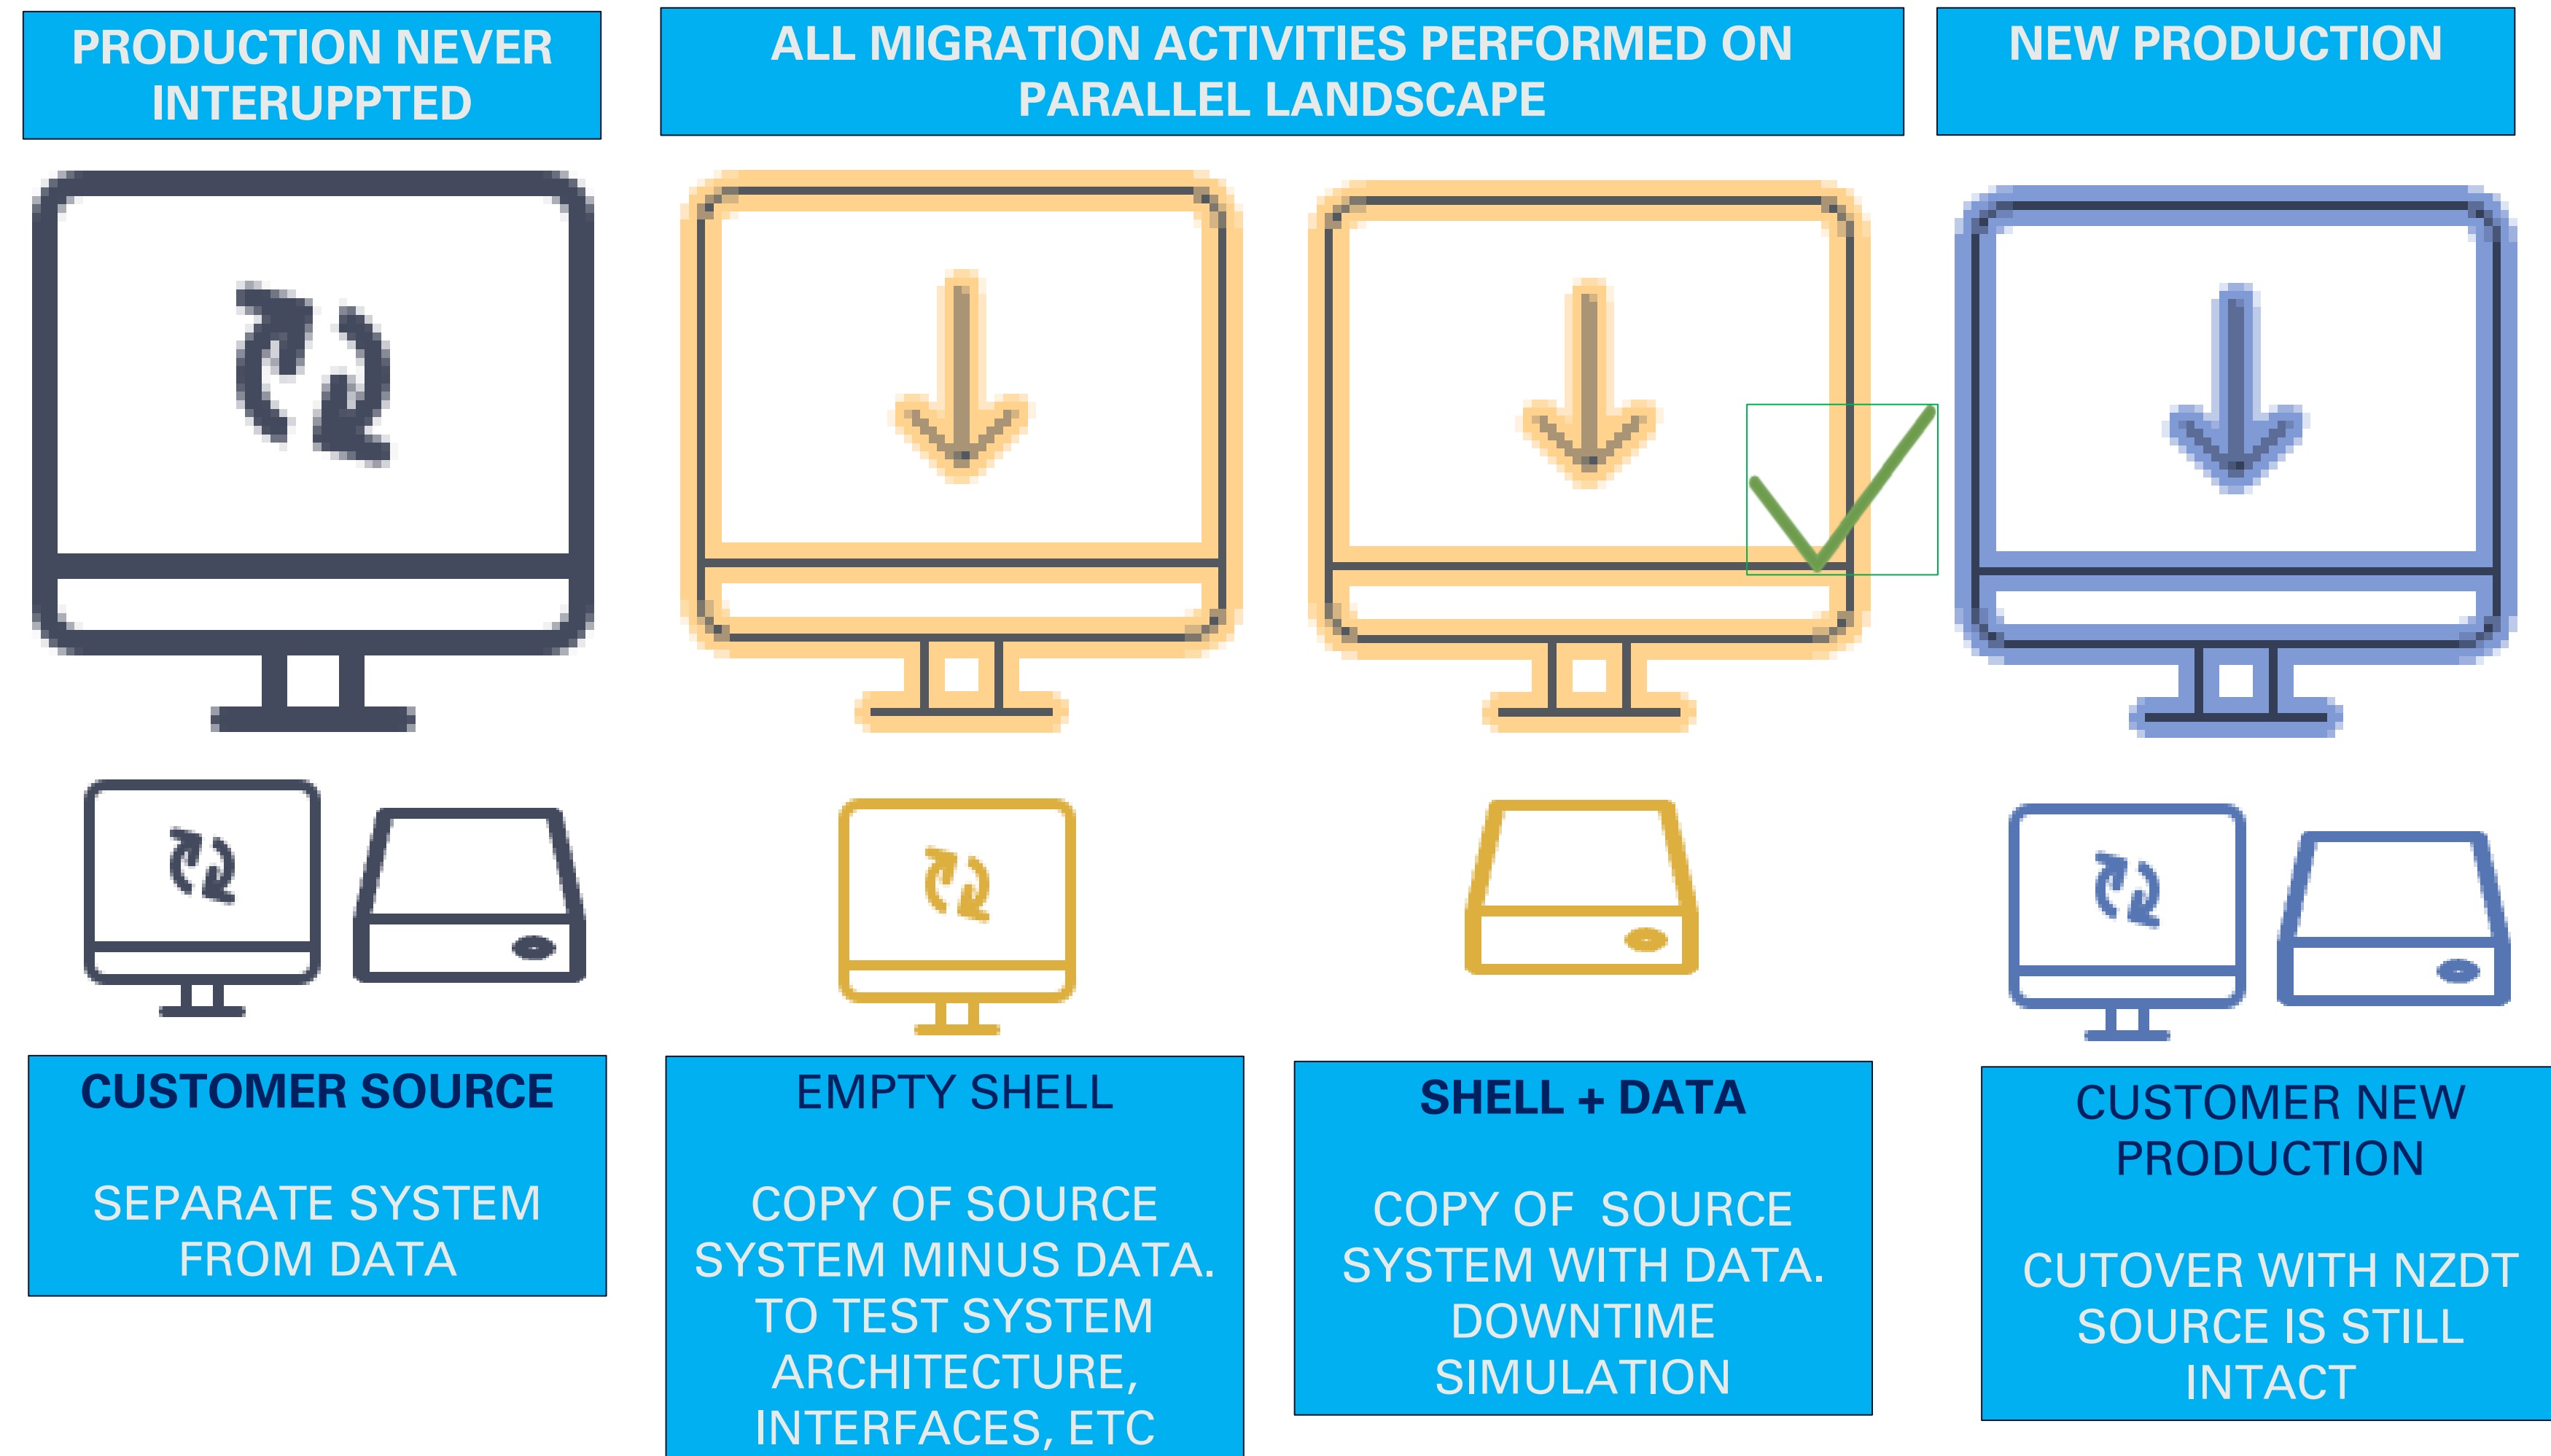 PRODUCTION NEVER
INTERUPPTED
ALL MIGRATION ACTIVITIES PERFORMED ON
PARALLEL LANDSCAPE
NEW PRODUCTION
CUSTOMER SOURCE
SEPARATE SYSTEM
FROM DATA
EMPTY SHELL
COPY OF SOURCE
SYSTEM MINUS DATA.
TO TEST SYSTEM
ARCHITECTURE,
INTERFACES, ETC
SHELL + DATA
COPY OF  SOURCE
SYSTEM WITH DATA.
DOWNTIME
SIMULATION
CUSTOMER NEW
PRODUCTION
CUTOVER WITH NZDT
SOURCE IS STILL
INTACT